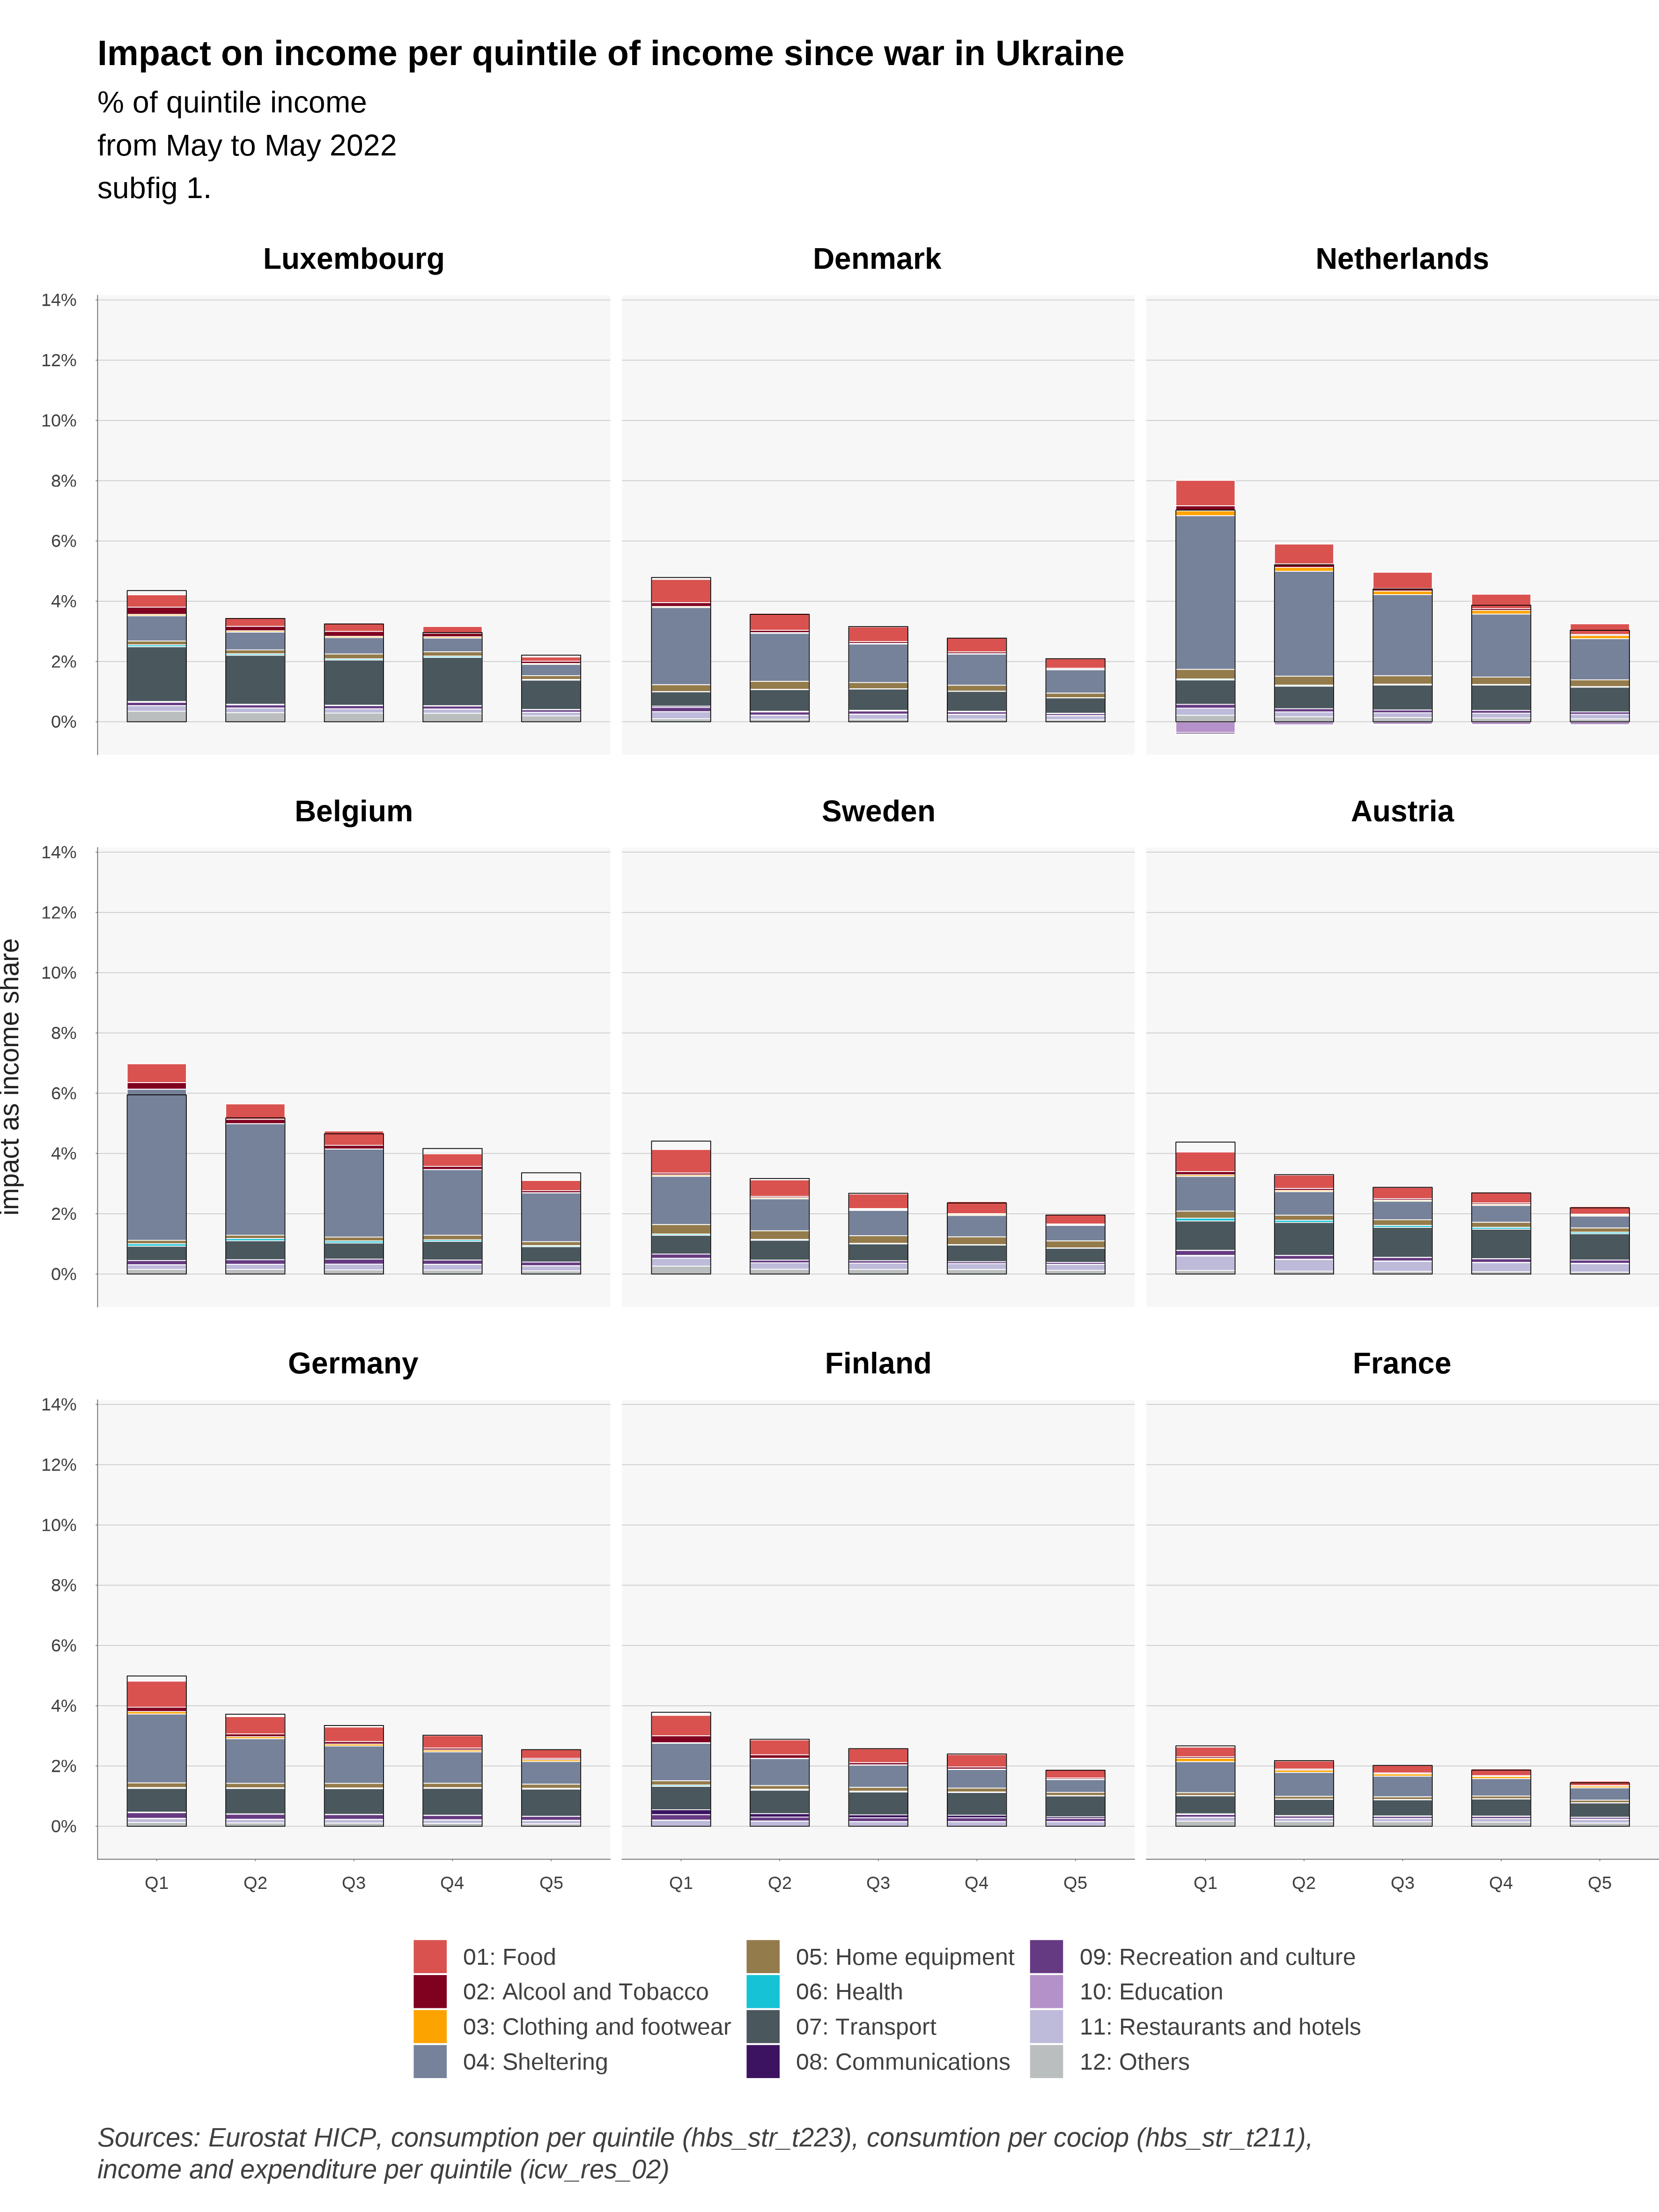 Impact on income per quintile of income since war in Ukraine
% of quintile income
from May to May 2022
subfig 1.
Luxembourg Denmark Netherlands
14%
12%
10%
8%
6%
4%
2%
0%
Belgium Sweden Austria
14%
12%
10%
8%
6%
4%
2%
0%
impact as income share
Germany Finland France
14%
12%
10%
8%
6%
4%
2%
0%
Q1 Q2 Q3 Q4 Q5 Q1 Q2 Q3 Q4 Q5 Q1 Q2 Q3 Q4 Q5
01: Food 05: Home equipment 09: Recreation and culture
02: Alcool and Tobacco 06: Health 10: Education
03: Clothing and footwear 07: Transport 11: Restaurants and hotels
04: Sheltering 08: Communications 12: Others
Sources: Eurostat HICP, consumption per quintile (hbs_str_t223), consumtion per cociop (hbs_str_t211),
income and expenditure per quintile (icw_res_02)